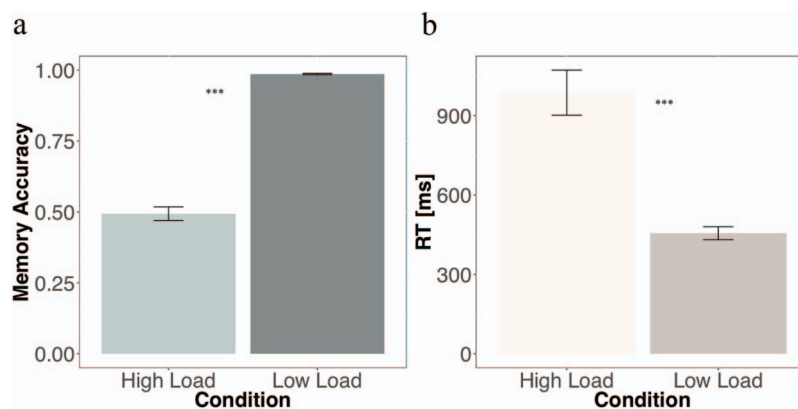 a
Memory Accuracy
1.00
0.75
0.50
0.25
0.00
***
High Load
Low Load
Condition
b
RT [ms]
900
600
300
0
***
High Load
Low Load
Condition